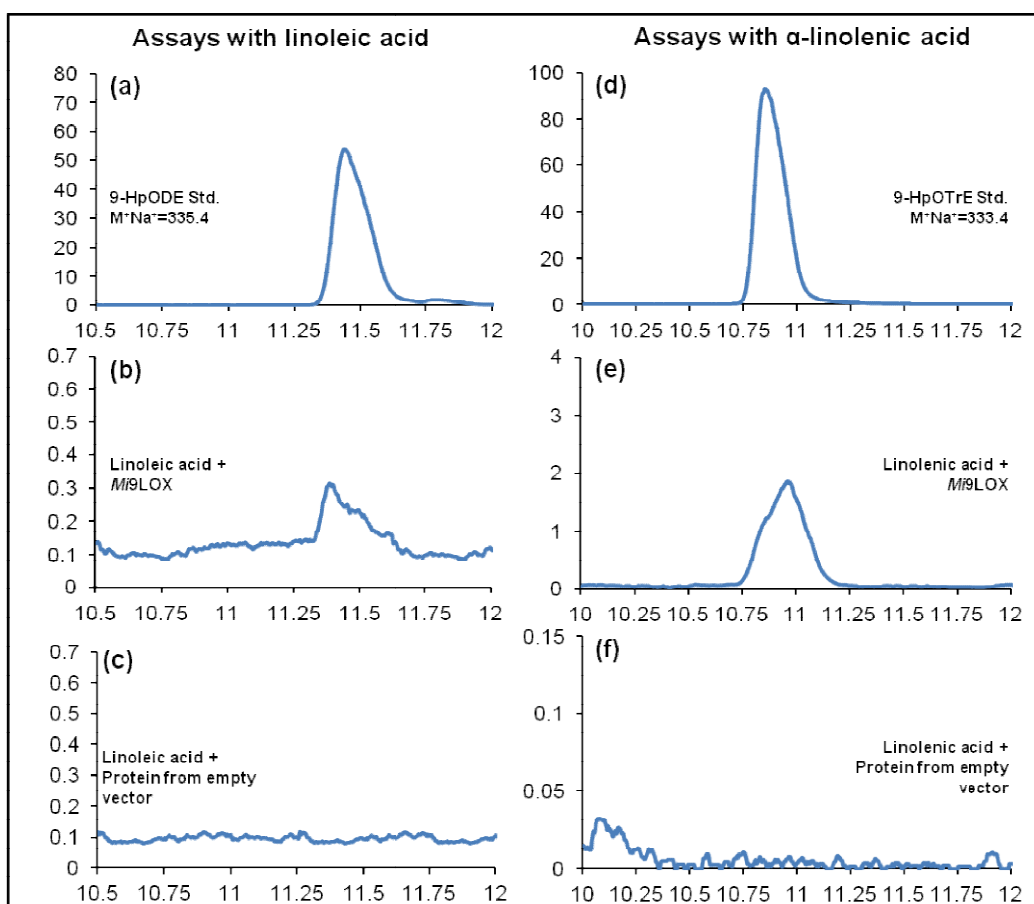 Assays with linoleic acid
Assays with α-linolenic acid
(a)
80
70
60
50
40
30
20
10
0
9-HpODE Std.
M⁺Na⁺=335.4
10.5 10.75 11 11.25 11.5 11.75 12
(d)
100
80
60
40
20
0
9-HpOTrE Std.
M⁺Na⁺=333.4
10 10.25 10.5 10.75 11 11.25 11.5 11.75 12
(b)
0.7
0.6
0.5
0.4
0.3
0.2
0.1
0
Linoleic acid +
Mi9LOX
10.5 10.75 11 11.25 11.5 11.75 12
(e)
4
3
2
1
0
Linolenic acid +
Mi9LOX
10 10.25 10.5 10.75 11 11.25 11.5 11.75 12
(c)
0.7
0.6
0.5
0.4
0.3
0.2
0.1
0
Linoleic acid +
Protein from empty
vector
10.5 10.75 11 11.25 11.5 11.75 12
(f)
0.15
0.1
0.05
0
Linolenic acid +
Protein from empty
vector
10 10.25 10.5 10.75 11 11.25 11.5 11.75 12